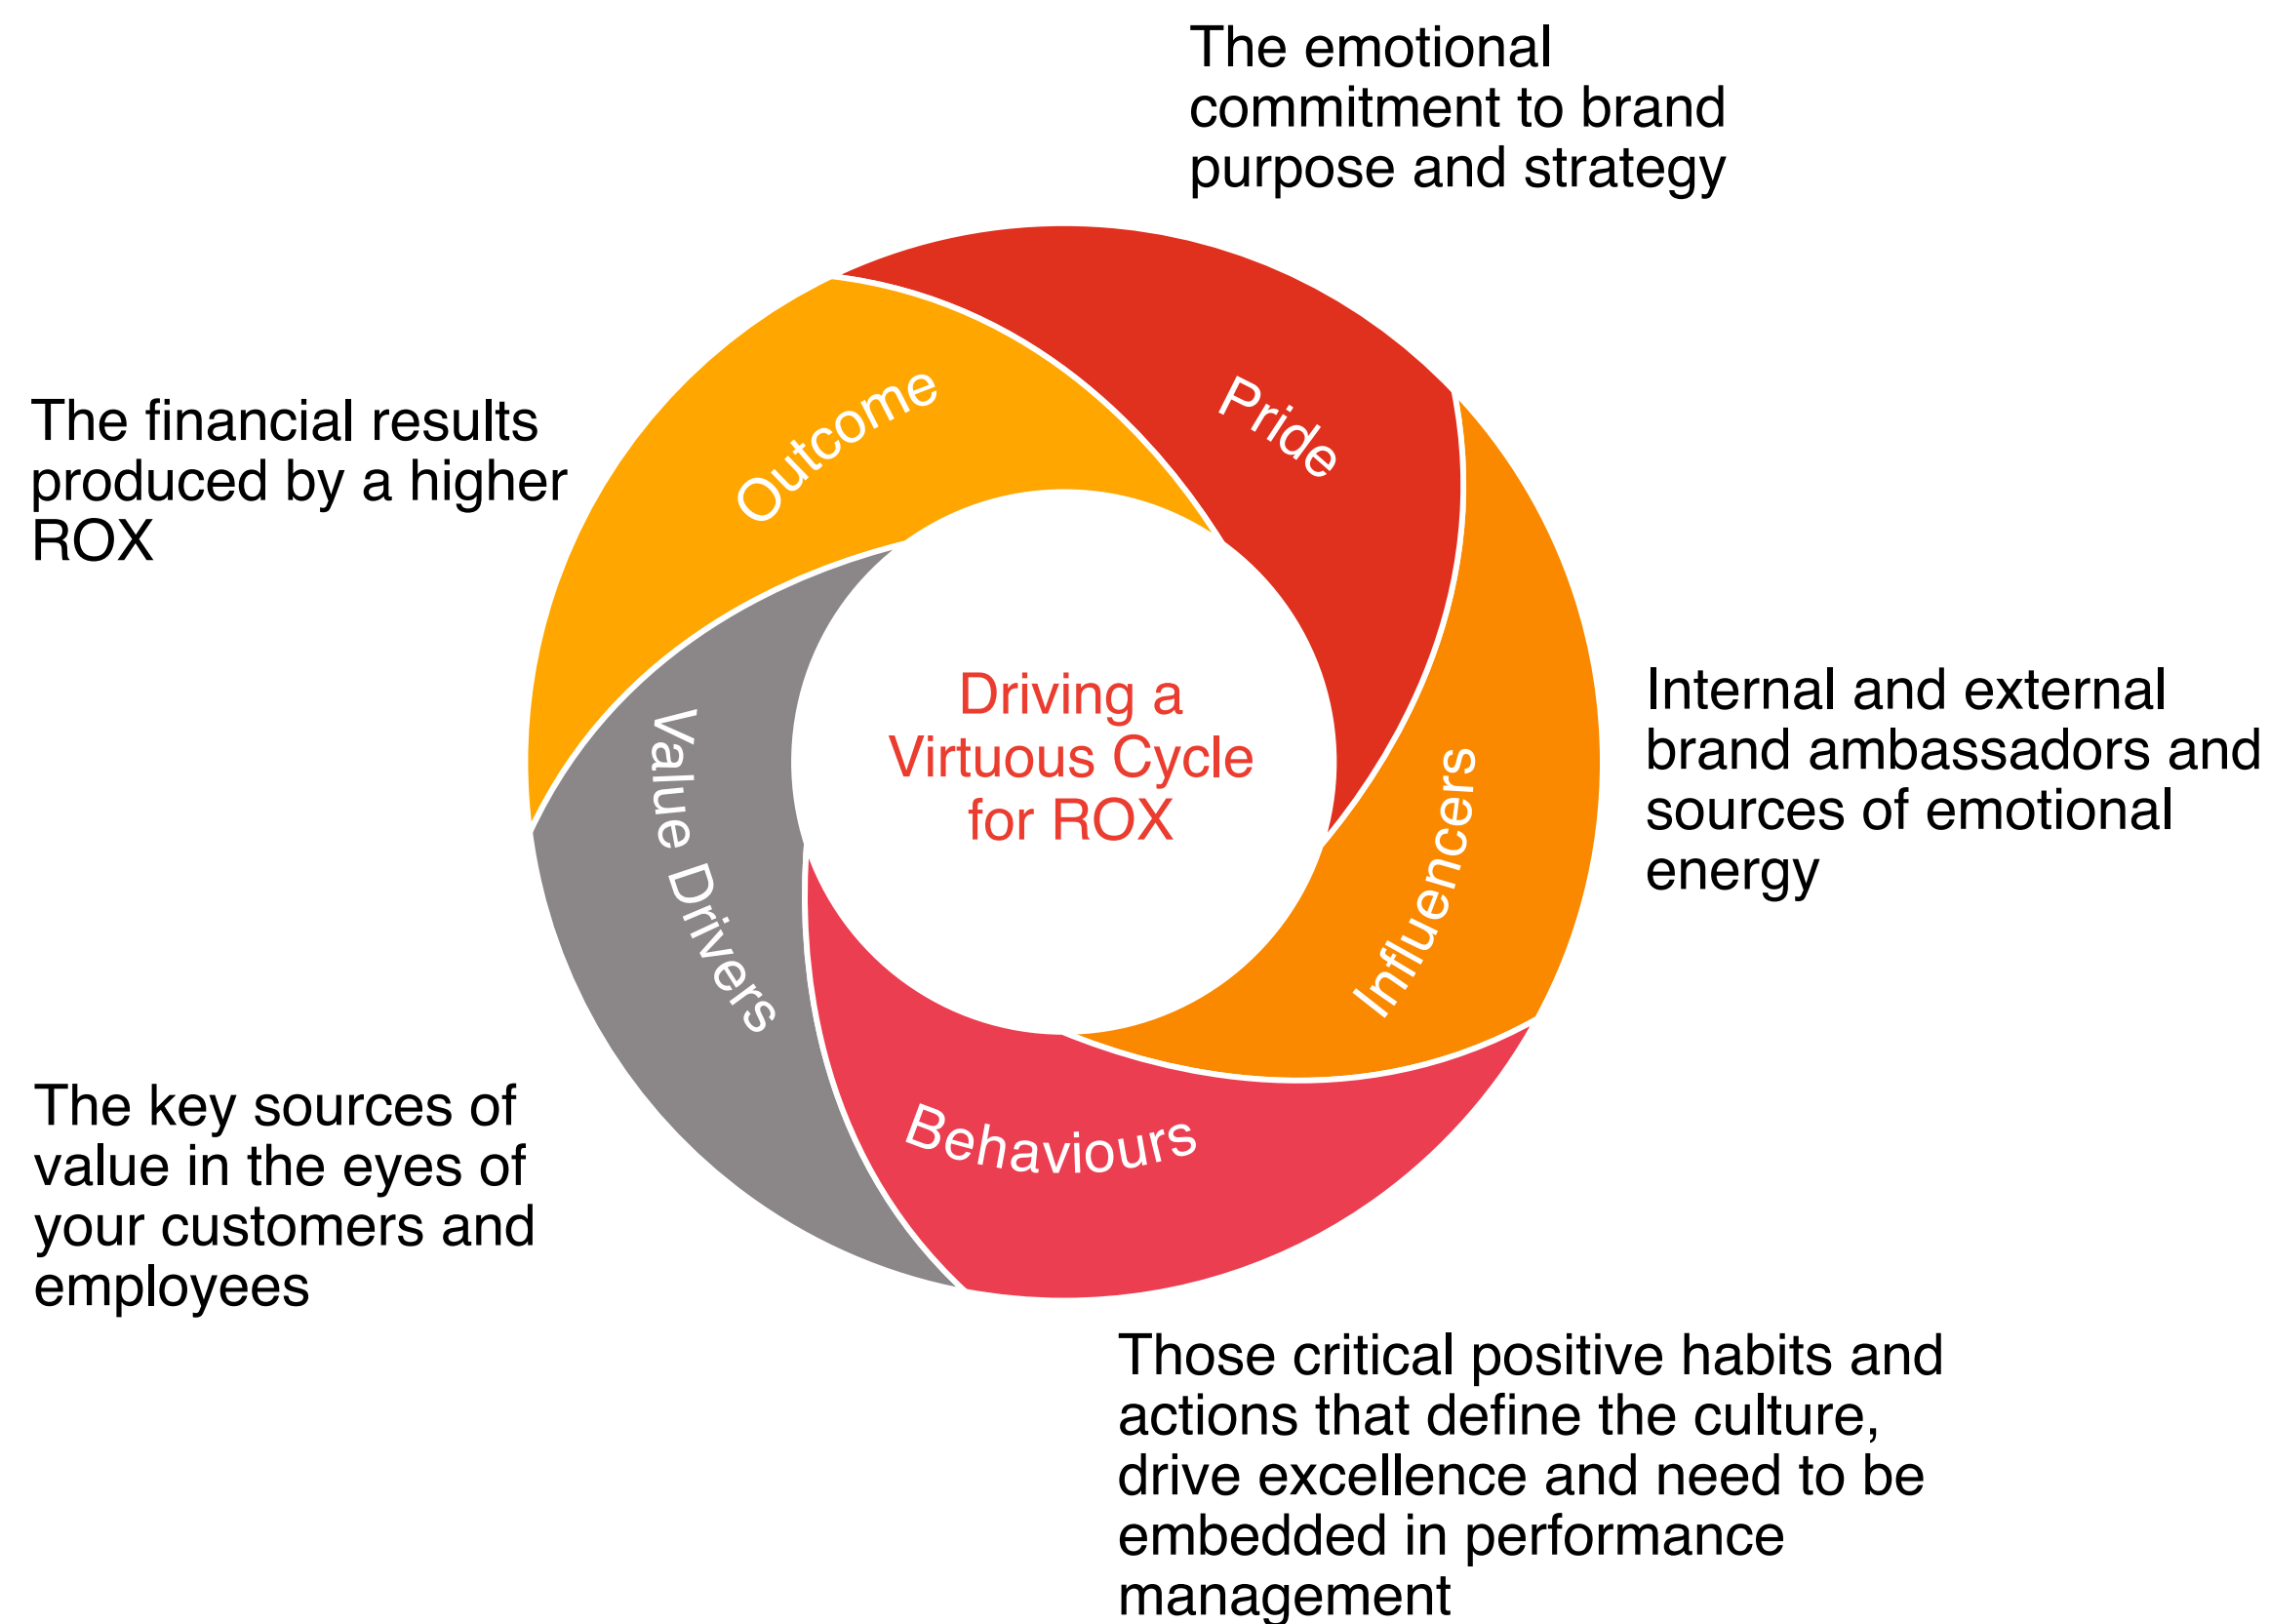 The emotional
commitment to brand
purpose and strategy
Pride
Internal and external
brand ambassadors and
sources of emotional
energy
Influencers
Those critical positive habits and
actions that define the culture,
drive excellence and need to be
embedded in performance
management
Behaviours
The key sources of
value in the eyes of
your customers and
employees
Value Drivers
The financial results
produced by a higher
ROX
Outcome
Driving a
Virtuous Cycle
for ROX